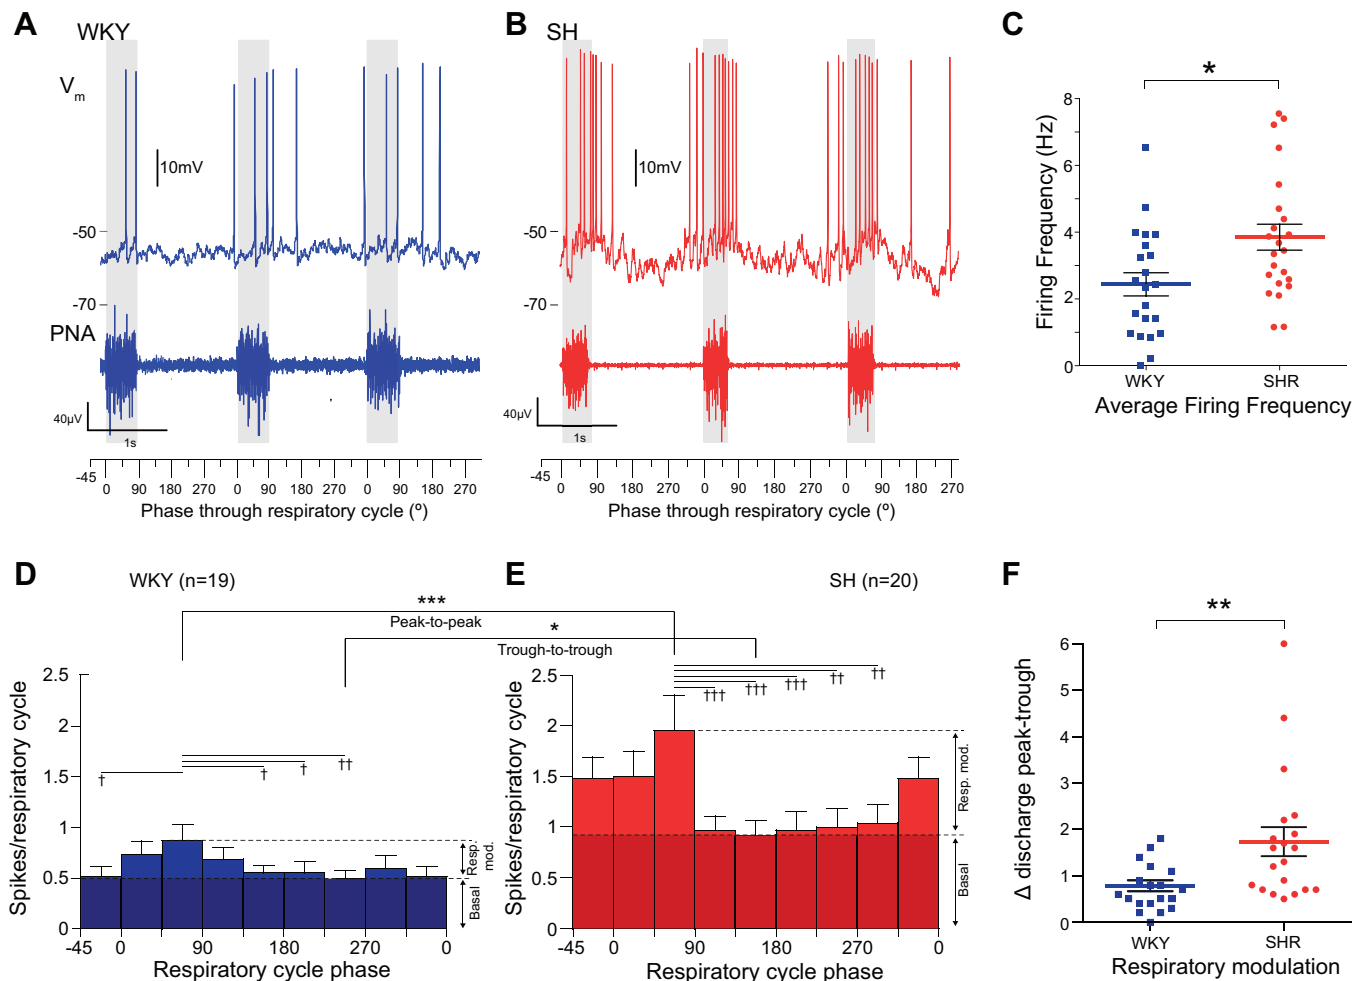 A
WKY
Vm
10mV
-50
-70
PNA
40µV
1s
-45
0 90 180 270 0 90 180 270 0 90 180 270
Phase through respiratory cycle (º)
B
SH
10mV
-50
-70
40µV
1s
-45
0 90 180 270 0 90 180 270 0 90 180 270
Phase through respiratory cycle (º)
C
*
Firing Frequency (Hz)
8
6
4
2
0
WKY SHR
Average Firing Frequency
D
WKY (n=19)
***
Peak-to-peak
*
Trough-to-trough
Spikes/respiratory cycle
2.5
2
1.5
1
0.5
0
† † † ††
Resp. mod.
Basal
-45 0 90 180 270 0
Respiratory cycle phase
E
SH (n=20)
Spikes/respiratory cycle
2.5
2
1.5
1
0.5
0
††† ††† ††† †† ††
Resp. mod.
Basal
-45 0 90 180 270 0
Respiratory cycle phase
F
**
Δ discharge peak-trough
6
5
4
3
2
1
0
WKY SHR
Respiratory modulation